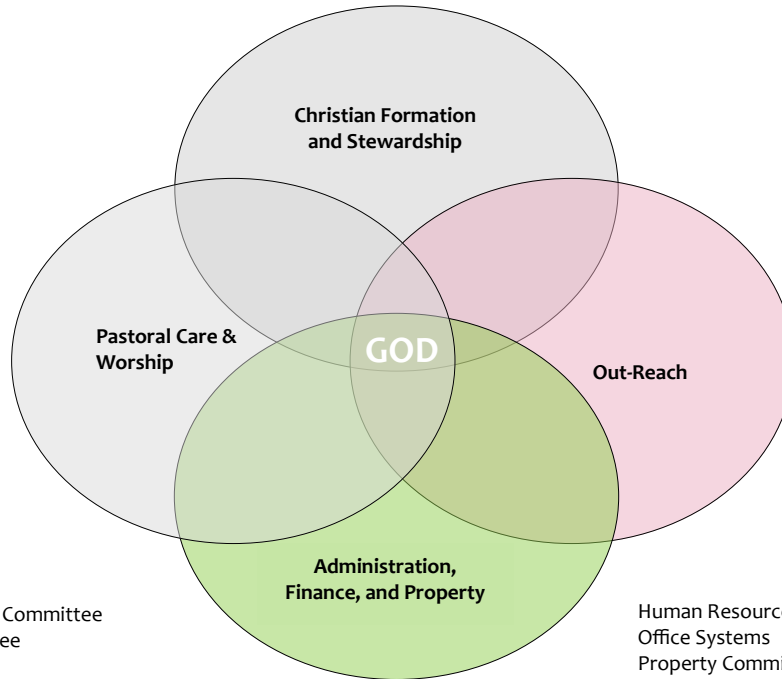 Christian Formation
and Stewardship
Pastoral Care &
Worship
GOD
Out-Reach
Administration,
Finance, and Property
Committee
ee
Human Resourc
Office Systems
Property Commi